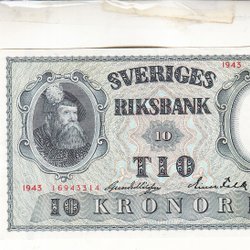 SVERIGES
1943
RIKSBANK
10
TIO
1943 16943314
10 KRONOR